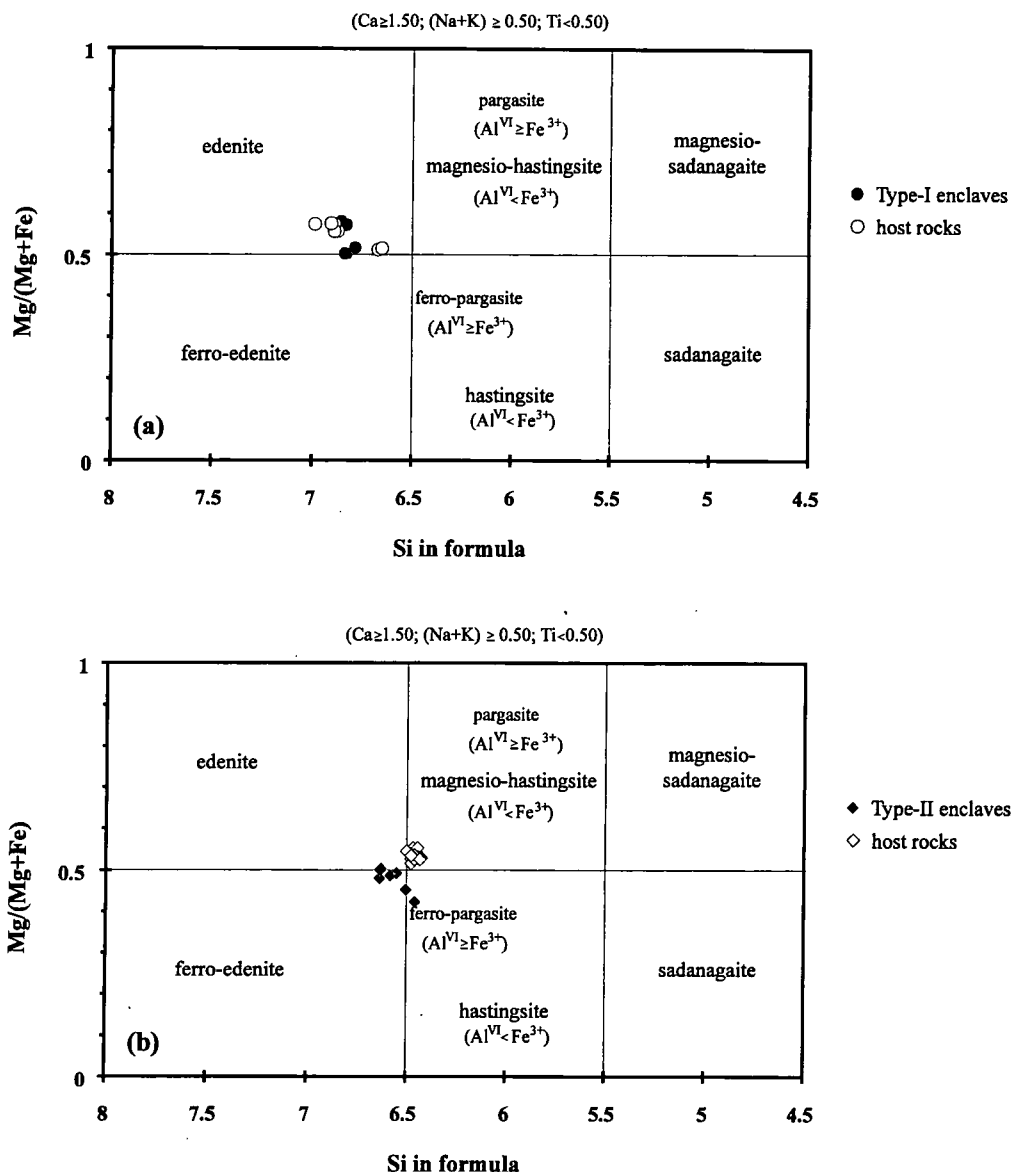 (Ca≥1.50; (Na+K) ≥ 0.50; Ti<0.50)
1
pargasite
(Al^VI ≥Fe^3+)
edenite
magnesio-hastingsite
(Al^VI<Fe^3+)
magnesio-
sadanagaite
Type-I enclaves
host rocks
Mg/(Mg+Fe)
0.5
ferro-pargasite
(Al^VI≥Fe^3+)
ferro-edenite
sadanagaite
hastingsite
(Al^VI<Fe^3+)
(a)
0
8 7.5 7 6.5 6 5.5 5 4.5
Si in formula
(Ca≥1.50; (Na+K) ≥ 0.50; Ti<0.50)
1
pargasite
(Al^VI ≥Fe^3+)
edenite
magnesio-hastingsite
(Al^VI<Fe^3+)
magnesio-
sadanagaite
Type-II enclaves
host rocks
Mg/(Mg+Fe)
0.5
ferro-pargasite
(Al^VI≥Fe^3+)
ferro-edenite
sadanagaite
hastingsite
(Al^VI<Fe^3+)
(b)
0
8 7.5 7 6.5 6 5.5 5 4.5
Si in formula